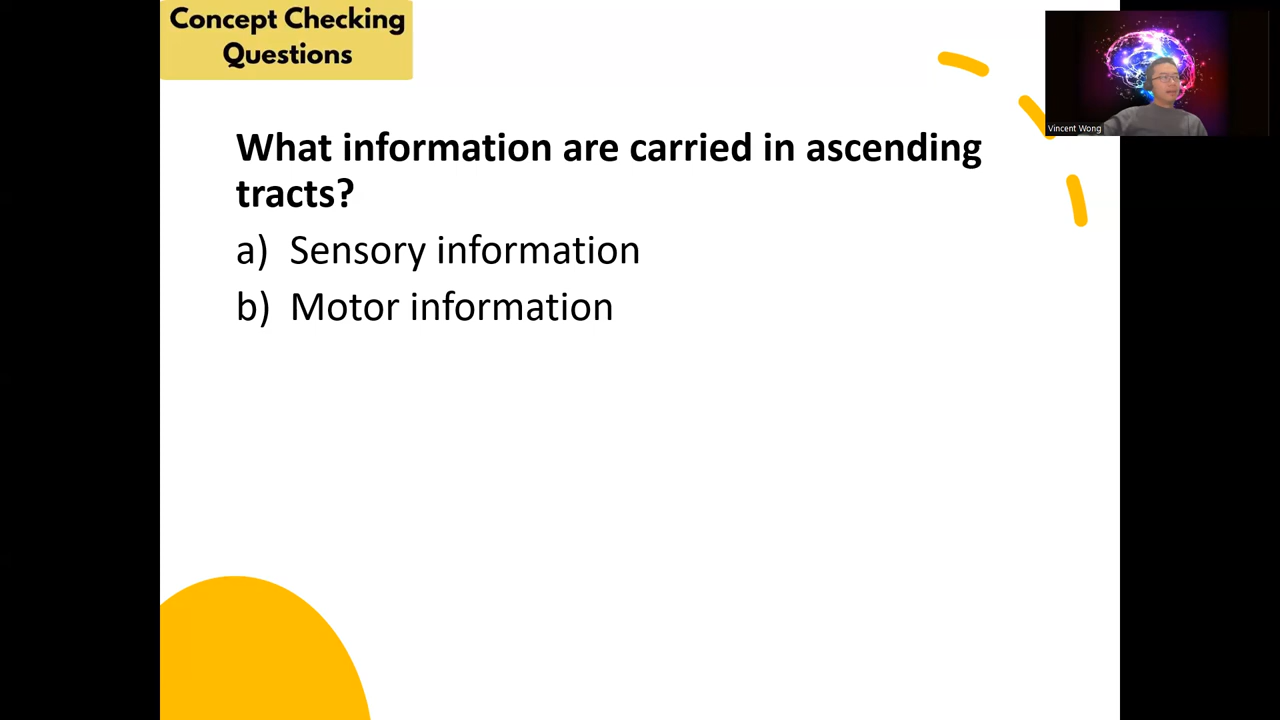 Concept Checking
Questions
Vincent Wong
What information are carried in ascending
tracts?
a) Sensory information
b) Motor information